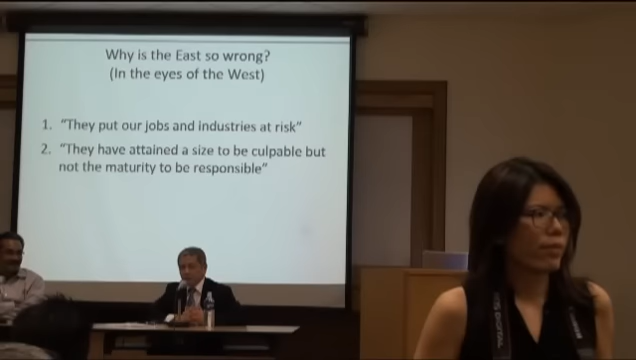 Why is the East so wrong?
(In the eyes of the West)
1. “They put our jobs and industries at risk”
2. “They have attained a size to be culpable but
not the maturity to be responsible”